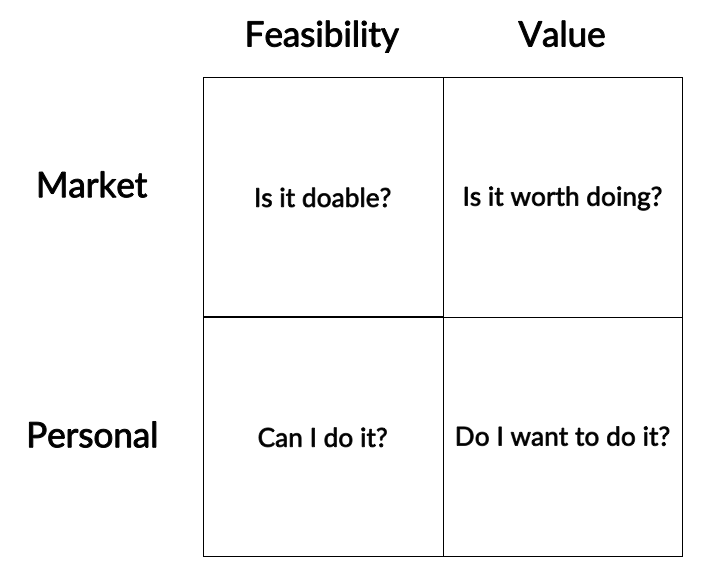 Feasibility Value
Market
Is it doable?
Is it worth doing?
Personal
Can I do it?
Do I want to do it?